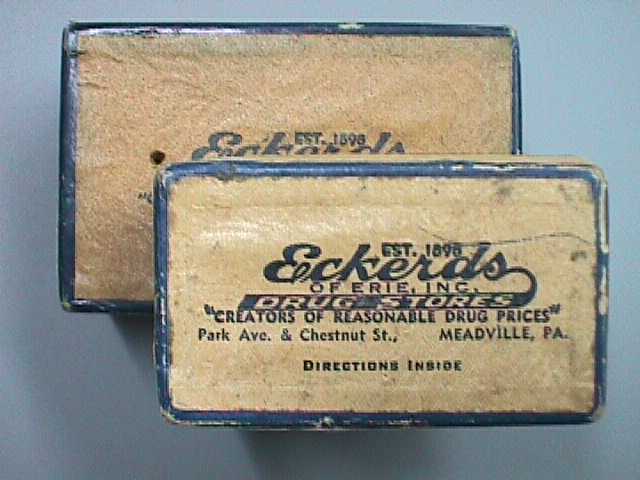 EST. 1898
Eckerds
EST. 1898
Eckerds
OF ERIE, INC.
DRUG STORES
"CREATORS OF REASONABLE DRUG PRICES"
Park Ave. & Chestnut St., MEADVILLE, PA.
DIRECTIONS INSIDE